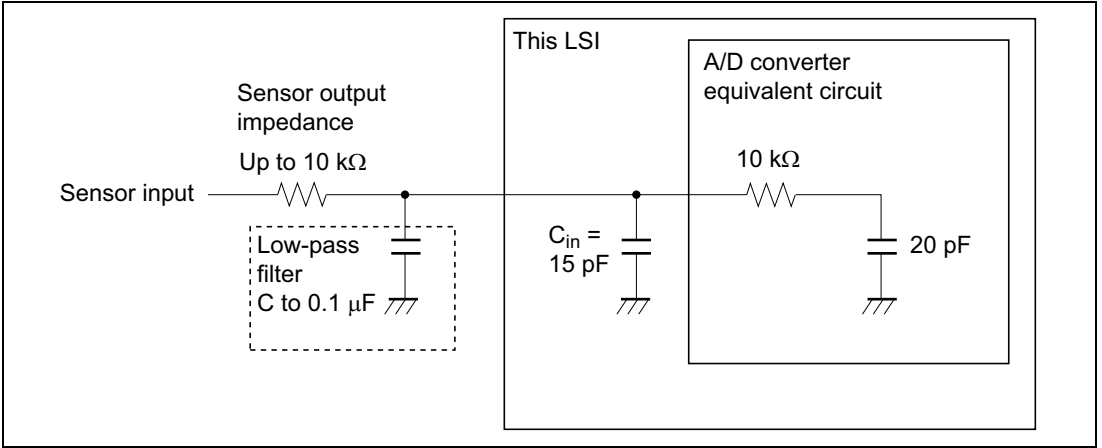 This LSI
A/D converter
equivalent circuit
Sensor output
impedance
Up to 10 kΩ
10 kΩ
Sensor input
Low-pass
filter
C to 0.1 μF
Cin =
15 pF
20 pF